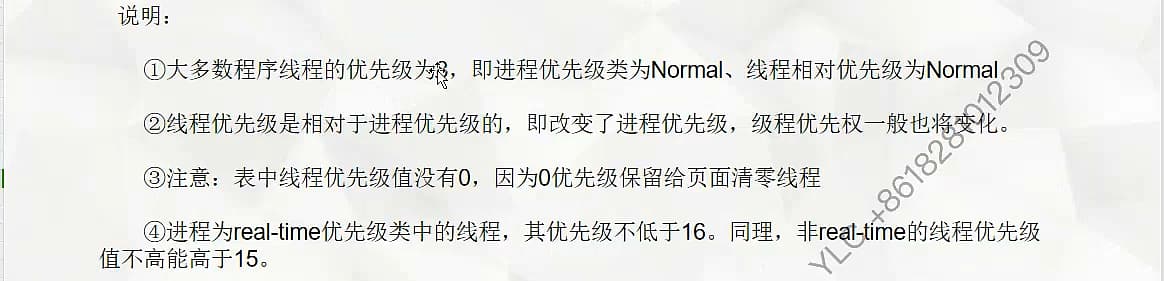 说明：
①大多数程序线程的优先级为8，即进程优先级类为Normal、线程相对优先级为Normal
②线程优先级是相对于进程优先级的，即改变了进程优先级，级程优先权一般也将变化。
③注意：表中线程优先级值没有0，因为0优先级保留给页面清零线程
④进程为real-time优先级类中的线程，其优先级不低于16。同理，非real-time的线程优先级
值不高能高于15。